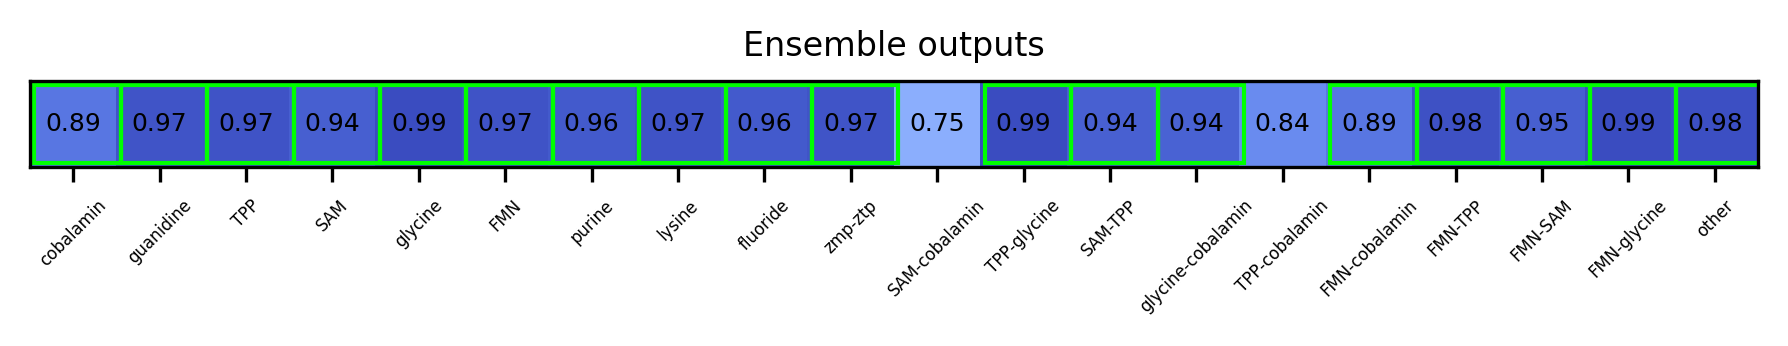 Ensemble outputs
0.89 0.97 0.97 0.94 0.99 0.97 0.96 0.97 0.96 0.97 0.75 0.99 0.94 0.94 0.84 0.89 0.98 0.95 0.99 0.98
cobalamin guanidine TPP SAM glycine FMN purine lysine fluoride zmp-ztp SAM-cobalamin TPP-glycine SAM-TPP glycine-cobalamin TPP-cobalamin FMN-cobalamin FMN-TPP FMN-SAM FMN-glycine other